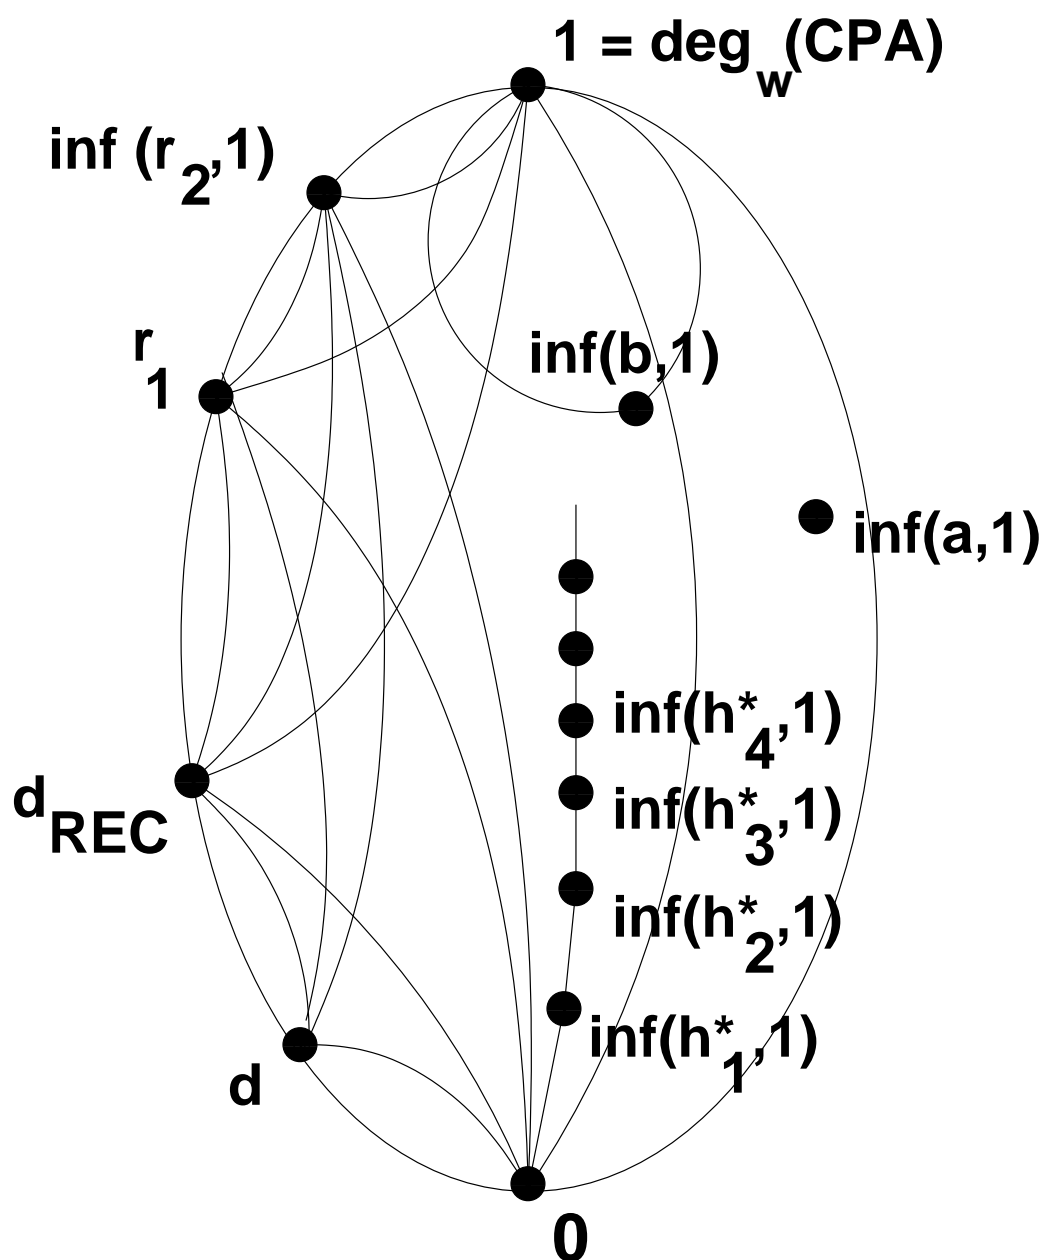 1 = deg_w(CPA)
inf (r_2,1)
r_1
inf(b,1)
inf(a,1)
inf(h*_4,1)
d_REC
inf(h*_3,1)
inf(h*_2,1)
inf(h*_1,1)
d
0